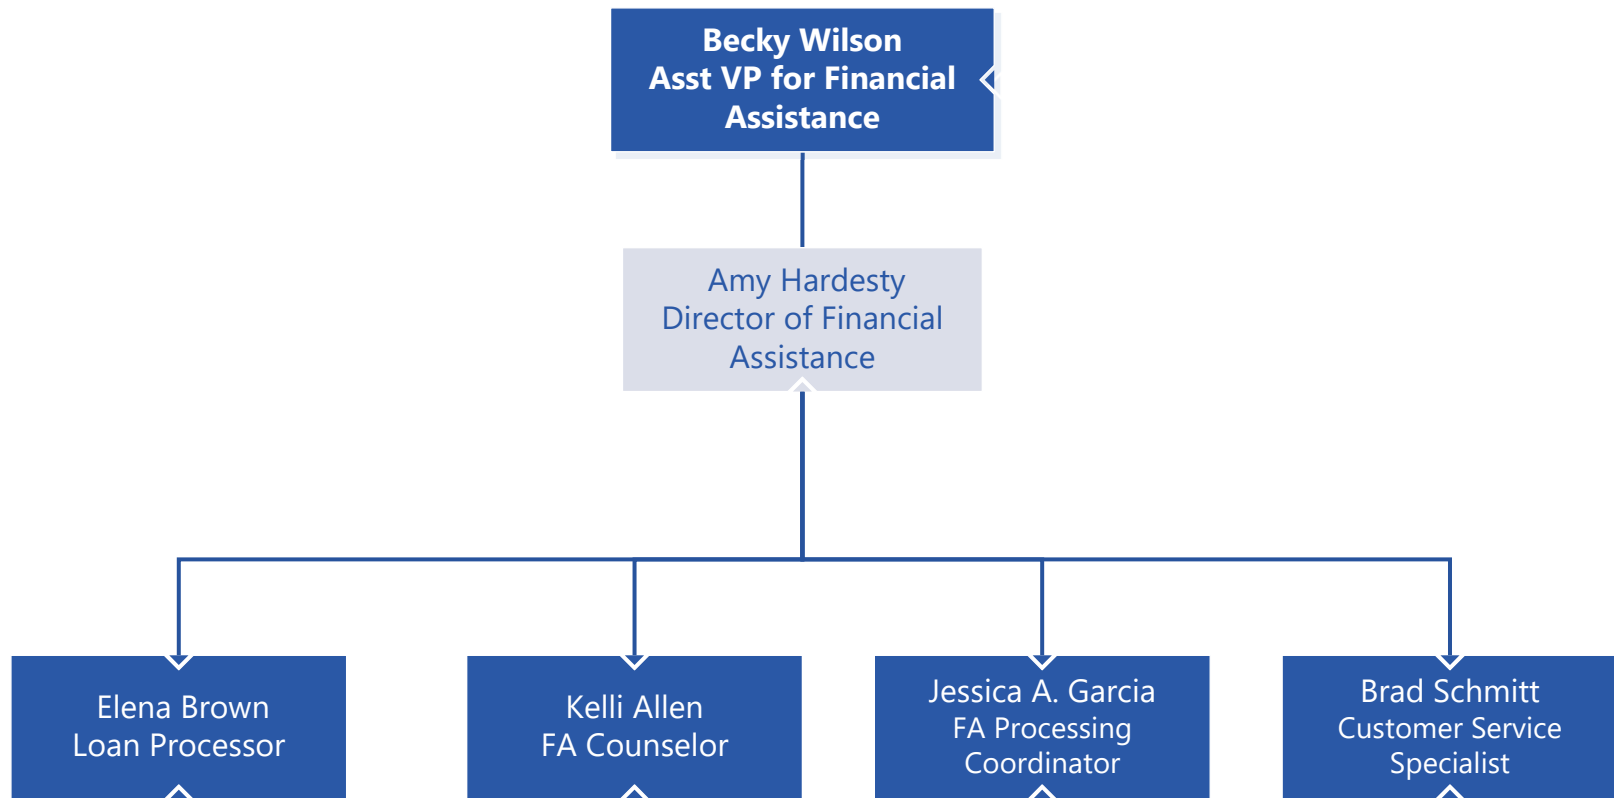 Becky Wilson
Asst VP for Financial
Assistance
Amy Hardesty
Director of Financial
Assistance
Elena Brown
Loan Processor
Kelli Allen
FA Counselor
Jessica A. Garcia
FA Processing
Coordinator
Brad Schmitt
Customer Service
Specialist